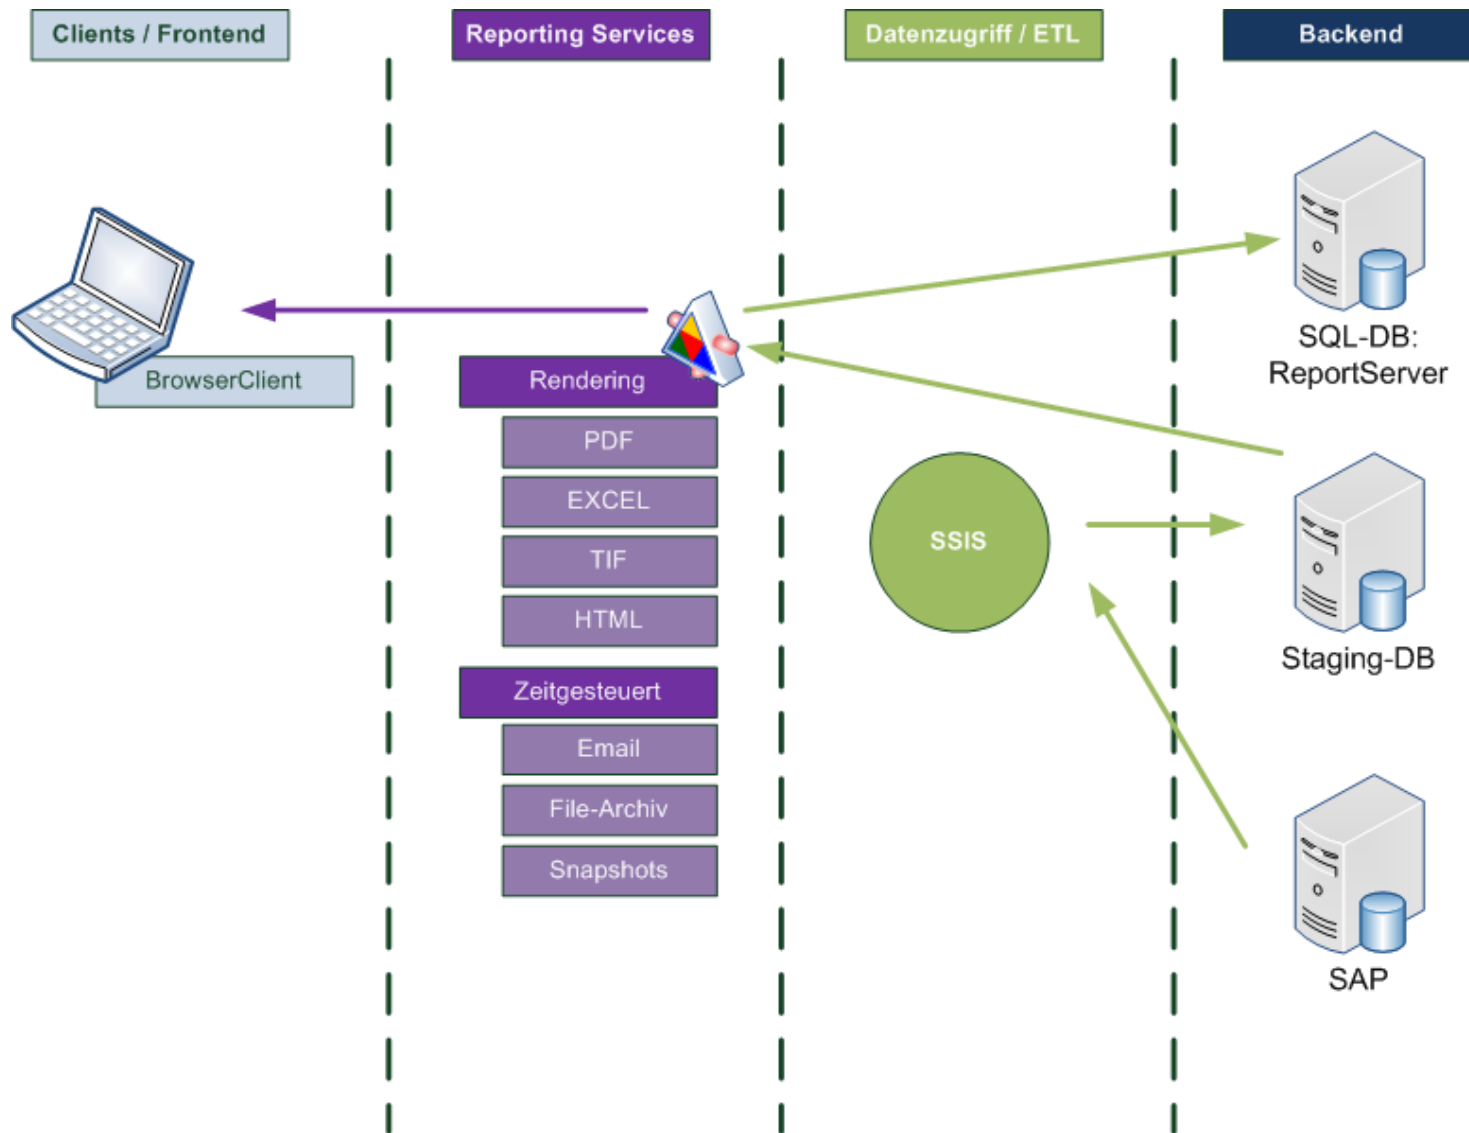 Clients / Frontend
Reporting Services
Datenzugriff / ETL
Backend
BrowserClient
Rendering
PDF
EXCEL
TIF
HTML
Zeitgesteuert
Email
File-Archiv
Snapshots
SSIS
SQL-DB:
ReportServer
Staging-DB
SAP